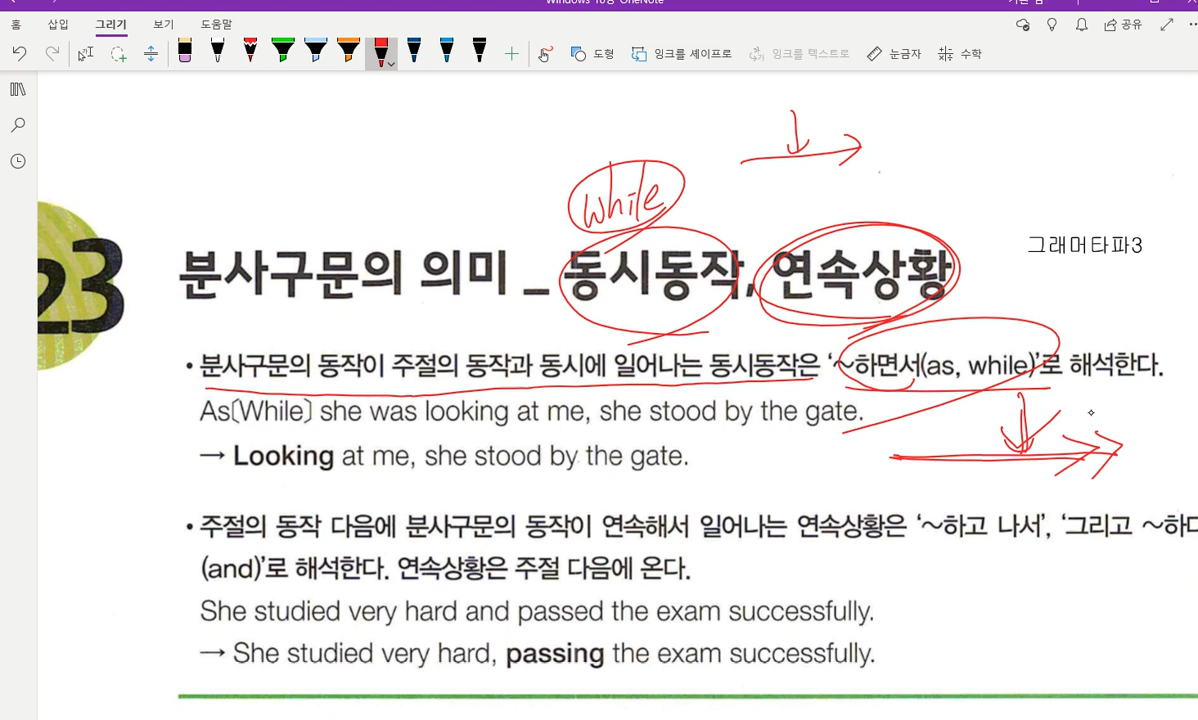 Windows 10용 OneNote
홈 삽입 그리기 보기 도움말
공유
도형 잉크를 셰이프로 잉크를 텍스트로 눈금자 수학
while
23 분사구문의 의미 _ 동시동작, 연속상황
그래머타파3
• 분사구문의 동작이 주절의 동작과 동시에 일어나는 동시동작은 ‘~하면서(as, while)’로 해석한다.
As〔While〕 she was looking at me, she stood by the gate.
→ Looking at me, she stood by the gate.
• 주절의 동작 다음에 분사구문의 동작이 연속해서 일어나는 연속상황은 ‘~하고 나서’, ‘그리고 ~하다
(and)’로 해석한다. 연속상황은 주절 다음에 온다.
She studied very hard and passed the exam successfully.
→ She studied very hard, passing the exam successfully.